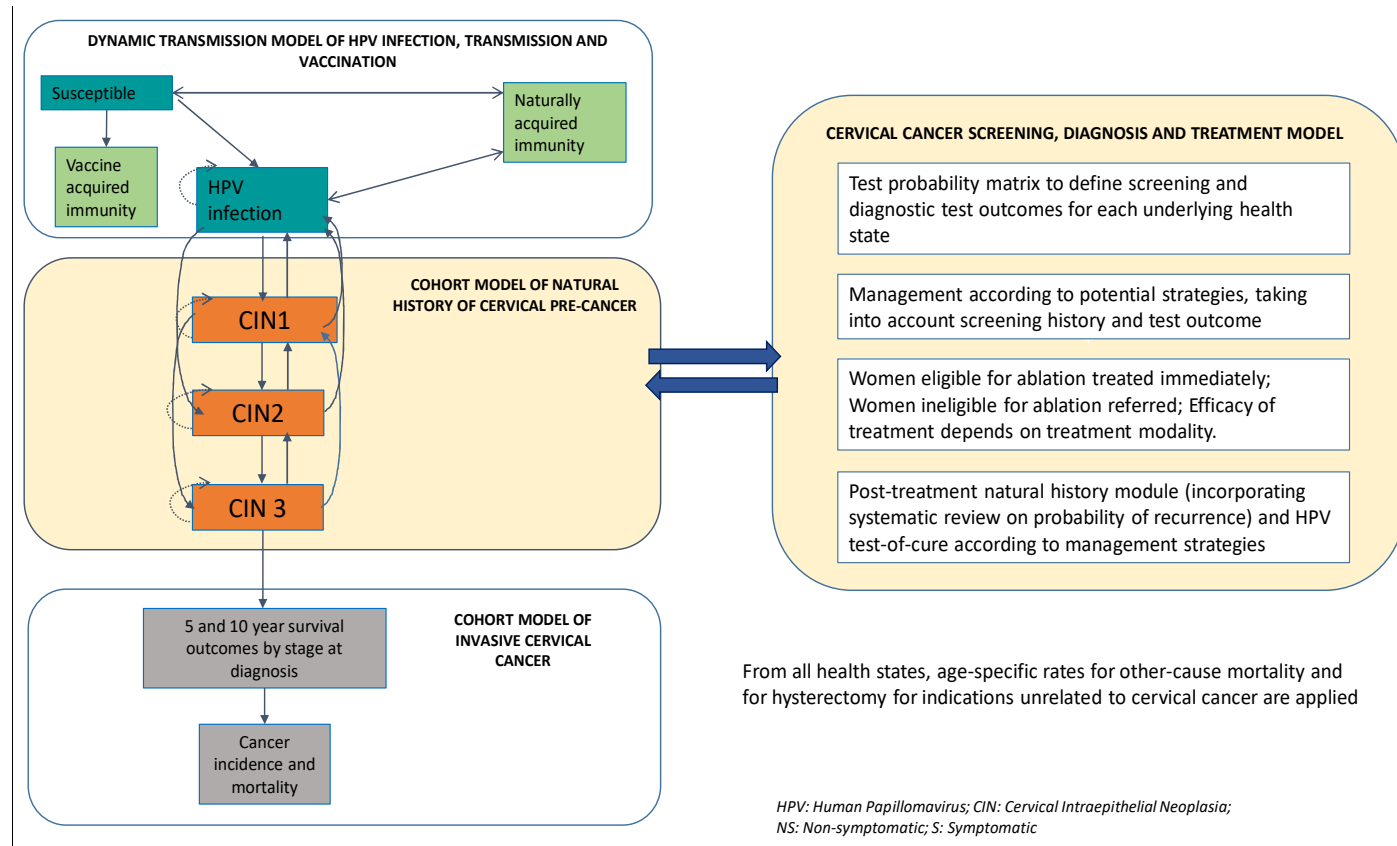 DYNAMIC TRANSMISSION MODEL OF HPV INFECTION, TRANSMISSION AND
VACCINATION
Susceptible
Naturally
acquired
immunity
Vaccine
acquired
immunity
HPV
infection
COHORT MODEL OF NATURAL
HISTORY OF CERVICAL PRE-CANCER
CIN1
CIN2
CIN 3
COHORT MODEL OF
INVASIVE CERVICAL
CANCER
5 and 10 year survival
outcomes by stage at
diagnosis
Cancer
incidence and
mortality
CERVICAL CANCER SCREENING, DIAGNOSIS AND TREATMENT MODEL
Test probability matrix to define screening and
diagnostic test outcomes for each underlying health
state
Management according to potential strategies, taking
into account screening history and test outcome
Women eligible for ablation treated immediately;
Women ineligible for ablation referred; Efficacy of
treatment depends on treatment modality.
Post-treatment natural history module (incorporating
systematic review on probability of recurrence) and HPV
test-of-cure according to management strategies
From all health states, age-specific rates for other-cause mortality and
for hysterectomy for indications unrelated to cervical cancer are applied
HPV: Human Papillomavirus; CIN: Cervical Intraepithelial Neoplasia;
NS: Non-symptomatic; S: Symptomatic